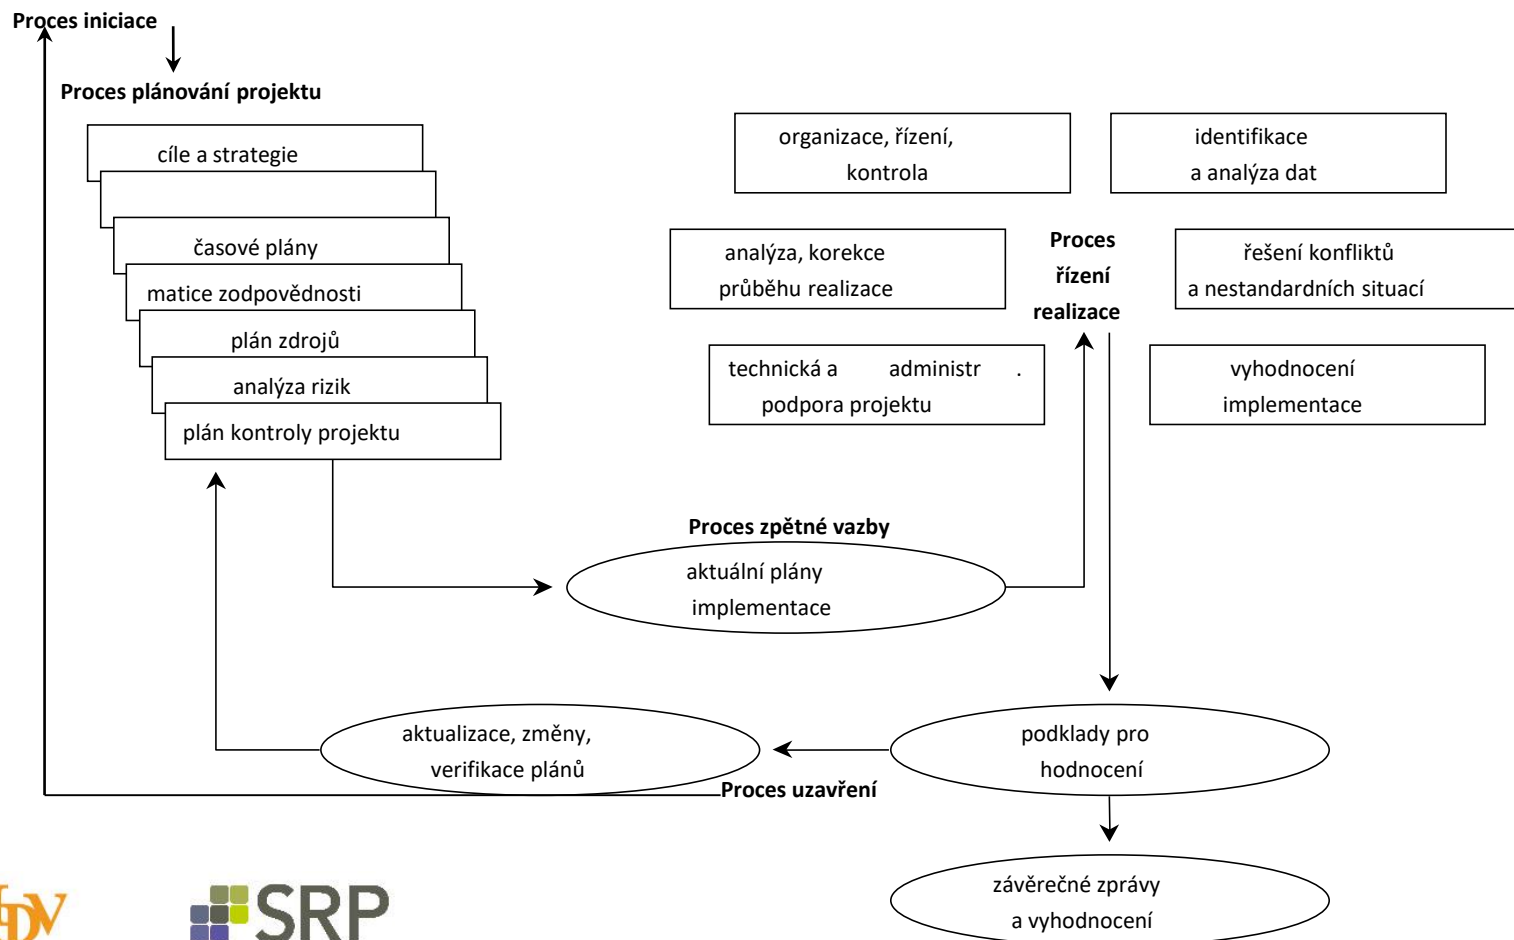 Proces iniciace
Proces plánování projektu
cíle a strategie
časové plány
matice zodpovědnosti
plán zdrojů
analýza rizik
plán kontroly projektu
organizace, řízení,
kontrola
identifikace
a analýza dat
analýza, korekce
průběhu realizace
Proces
řízení
realizace
řešení konfliktů
a nestandardních situací
technická a administr .
podpora projektu
vyhodnocení
implementace
Proces zpětné vazby
aktuální plány
implementace
aktualizace, změny,
verifikace plánů
podklady pro
hodnocení
Proces uzavření
závěrečné zprávy
a vyhodnocení
SRP